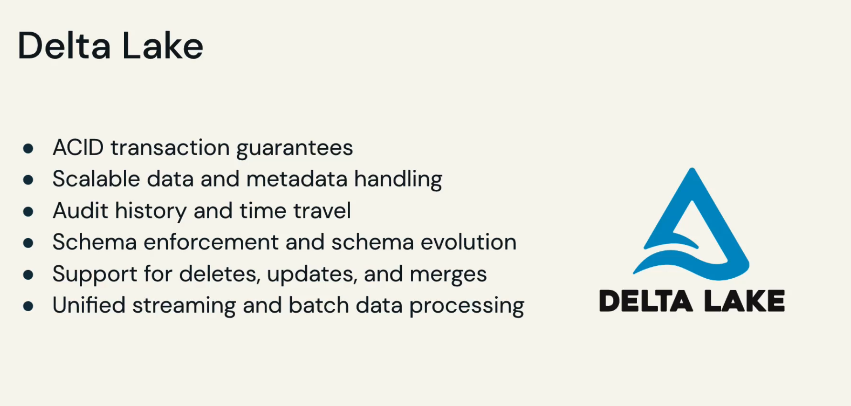 Delta Lake
● ACID transaction guarantees
● Scalable data and metadata handling
● Audit history and time travel
● Schema enforcement and schema evolution
● Support for deletes, updates, and merges
● Unified streaming and batch data processing
DELTA LAKE